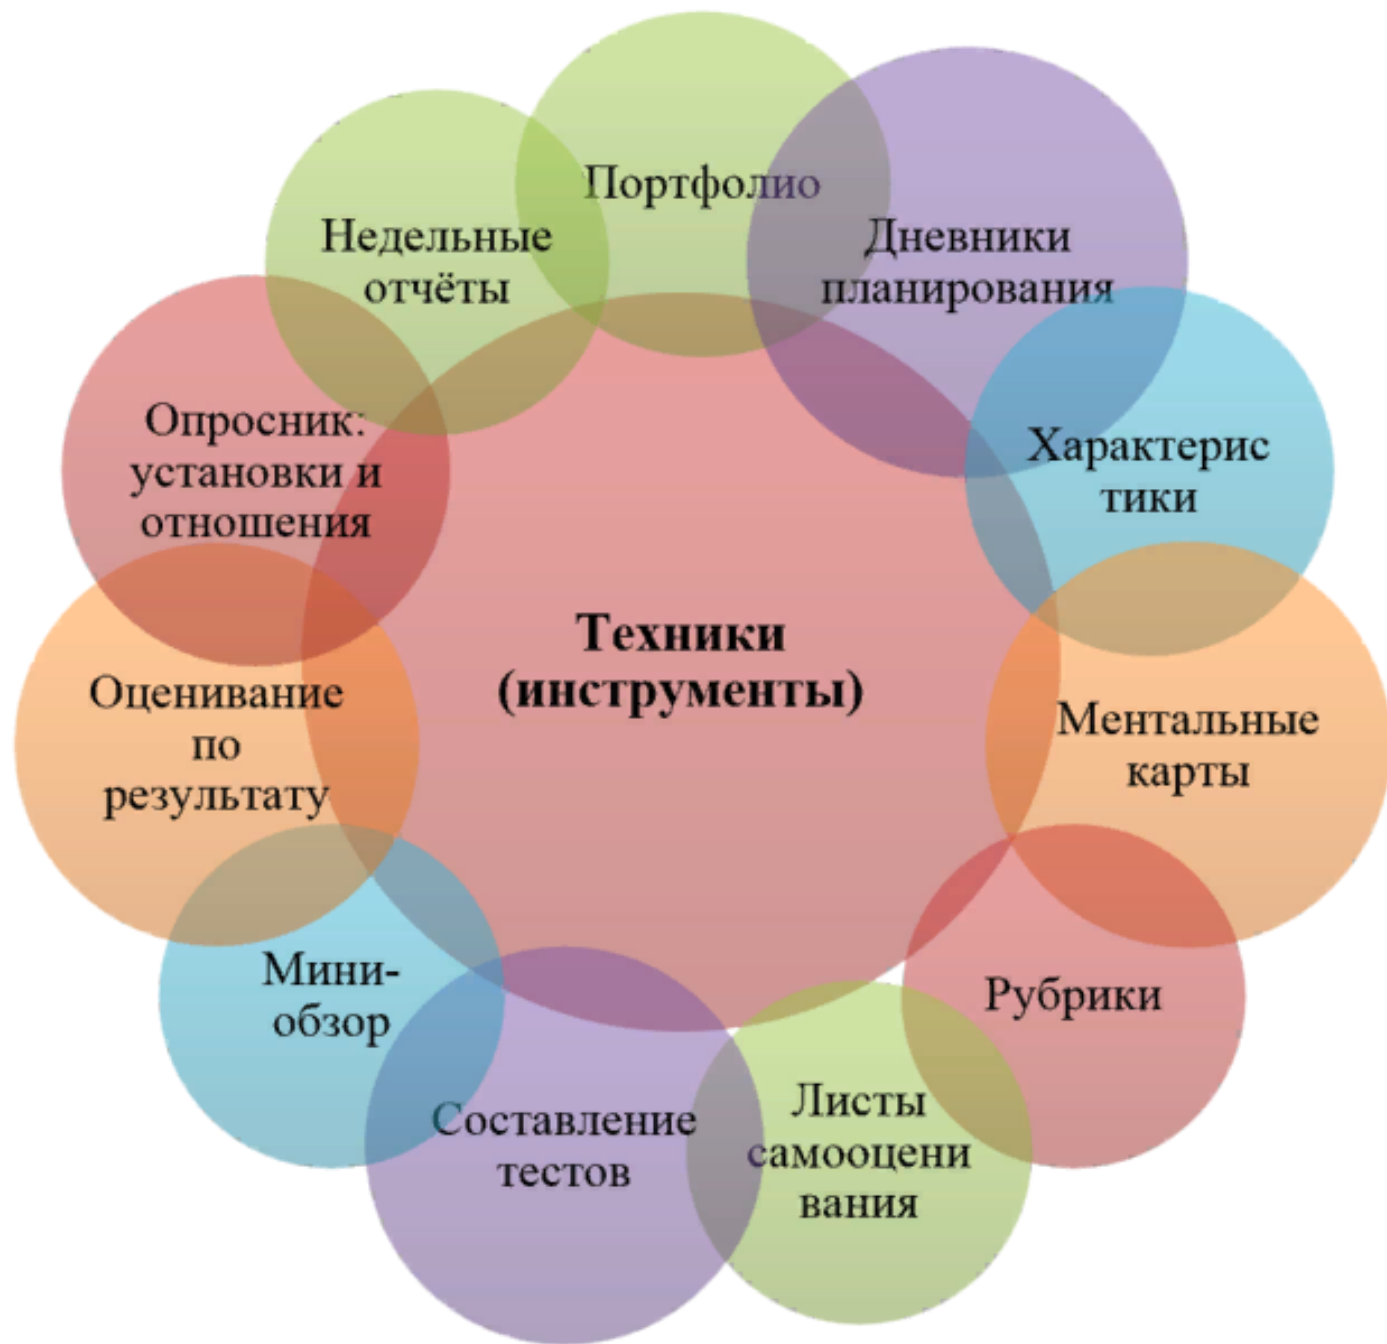 Портфолио
Дневники
планирования
Характерис
тики
Ментальные
карты
Рубрики
Листы
самооцени
вания
Составление
тестов
Мини-
обзор
Оценивание
по
результату
Опросник:
установки и
отношения
Недельные
отчёты
Техники
(инструменты)